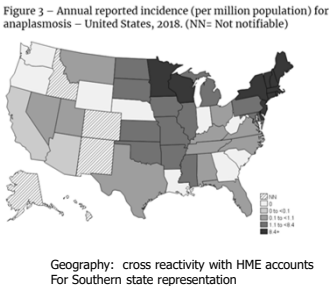 Figure 3 – Annual reported incidence (per million population) for
anaplasmosis – United States, 2018. (NN= Not notifiable)
NN
0
0 to <0.1
0.1 to <1.1
1.1 to <8.4
8.4+
Geography:  cross reactivity with HME accounts
For Southern state representation